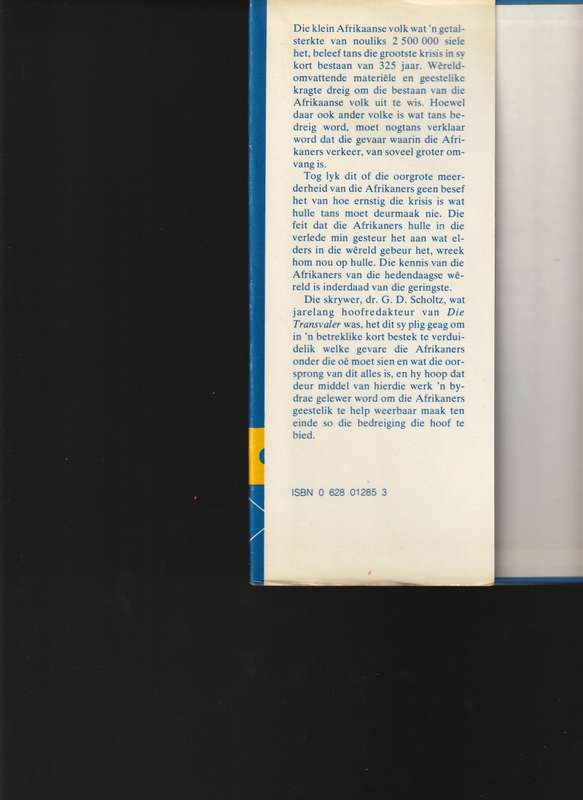 Die klein Afrikaanse volk wat 'n getal-
sterkte van nouliks 2 500 000 siele
het, beleef tans die grootste krisis in sy
kort bestaan van 325 jaar. Wêreld-
omvattende materiële en geestelike
kragte dreig om die bestaan van die
Afrikaanse volk uit te wis. Hoewel
daar ook ander volke is wat tans be-
dreig word, moet nogtans verklaar
word dat die gevaar waarin die Afri-
kaners verkeer, van soveel groter om-
vang is.
Tog lyk dit of die oorgrote meer-
derheid van die Afrikaners geen besef
het van hoe ernstig die krisis is wat
hulle tans moet deurmaak nie. Die
feit dat die Afrikaners hulle in die
verlede min gesteur het aan wat el-
ders in die wêreld gebeur het, wreek
hom nou op hulle. Die kennis van die
Afrikaners van die hedendaagse wê-
reld is inderdaad van die geringste.
Die skrywer, dr. G. D. Scholtz, wat
jarelang hoofredakteur van Die
Transvaler was, het dit sy plig geag om
in 'n betreklike kort bestek te verdui-
delik welke gevare die Afrikaners
onder die oë moet sien en wat die oor-
sprong van dit alles is, en hy hoop dat
deur middel van hierdie werk 'n by-
drae gelewer word om die Afrikaners
geestelik te help weerbaar maak ten
einde so die bedreiging die hoof te
bied.
ISBN 0 628 01285 3